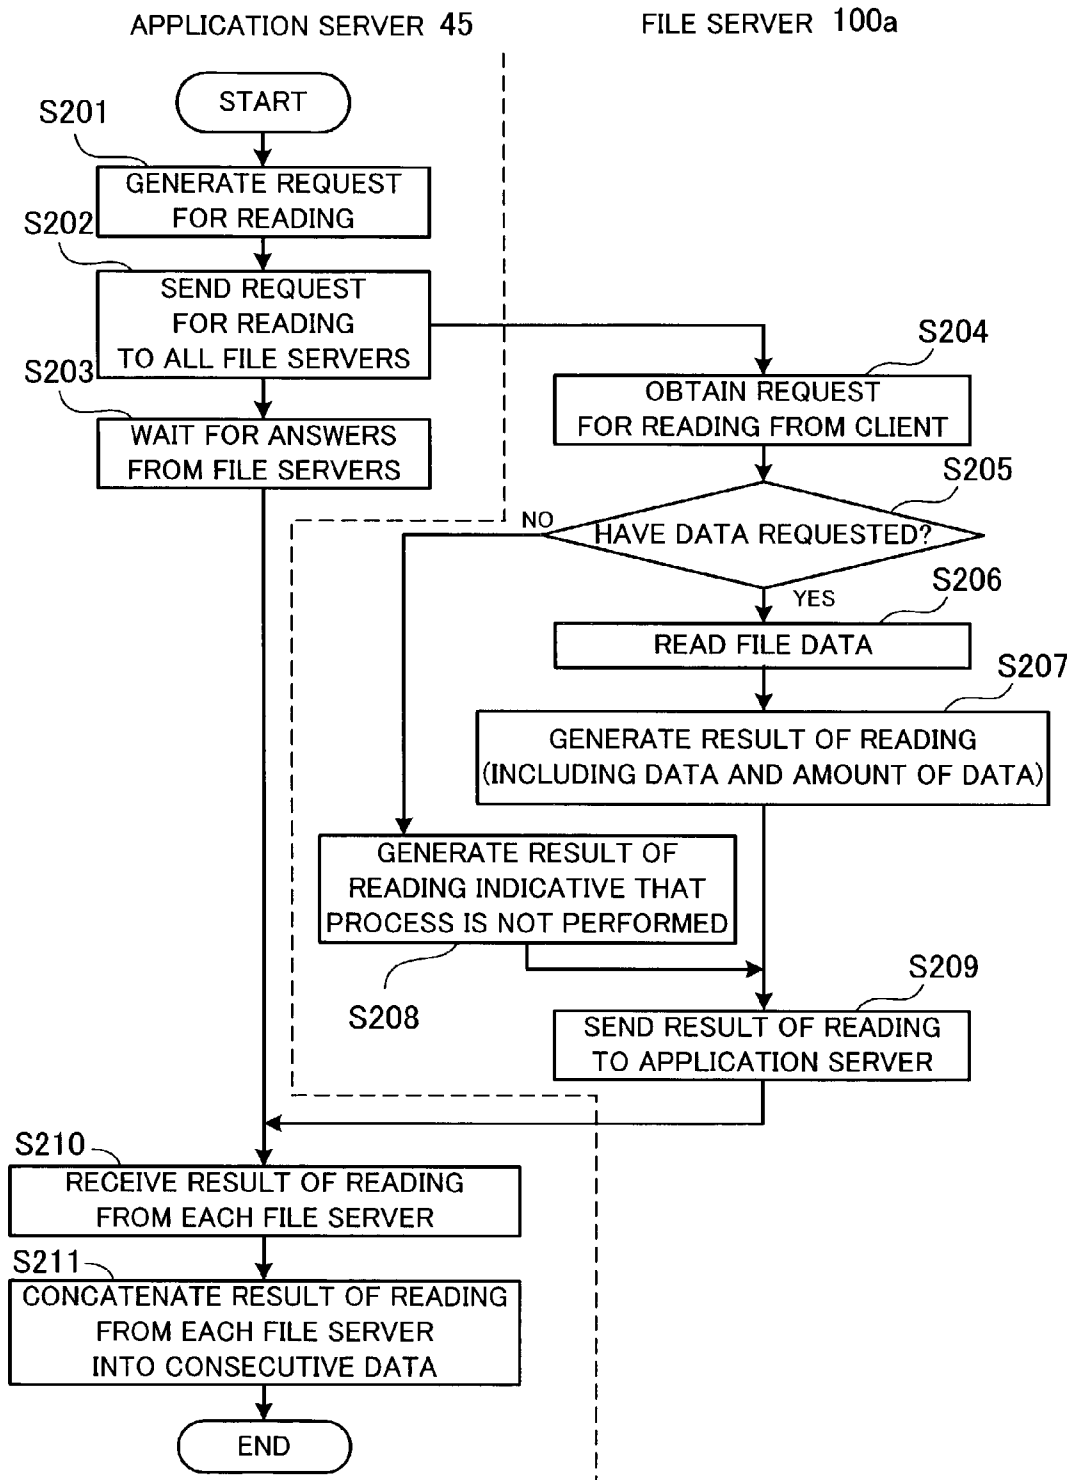 APPLICATION SERVER 45
FILE SERVER 100a
START
S201
GENERATE REQUEST
FOR READING
S202
SEND REQUEST
FOR READING
TO ALL FILE SERVERS
S203
WAIT FOR ANSWERS
FROM FILE SERVERS
S204
OBTAIN REQUEST
FOR READING FROM CLIENT
S205
HAVE DATA REQUESTED?
NO
YES
S206
READ FILE DATA
S207
GENERATE RESULT OF READING
(INCLUDING DATA AND AMOUNT OF DATA)
GENERATE RESULT OF
READING INDICATIVE THAT
PROCESS IS NOT PERFORMED
S208
S209
SEND RESULT OF READING
TO APPLICATION SERVER
S210
RECEIVE RESULT OF READING
FROM EACH FILE SERVER
S211
CONCATENATE RESULT OF READING
FROM EACH FILE SERVER
INTO CONSECUTIVE DATA
END